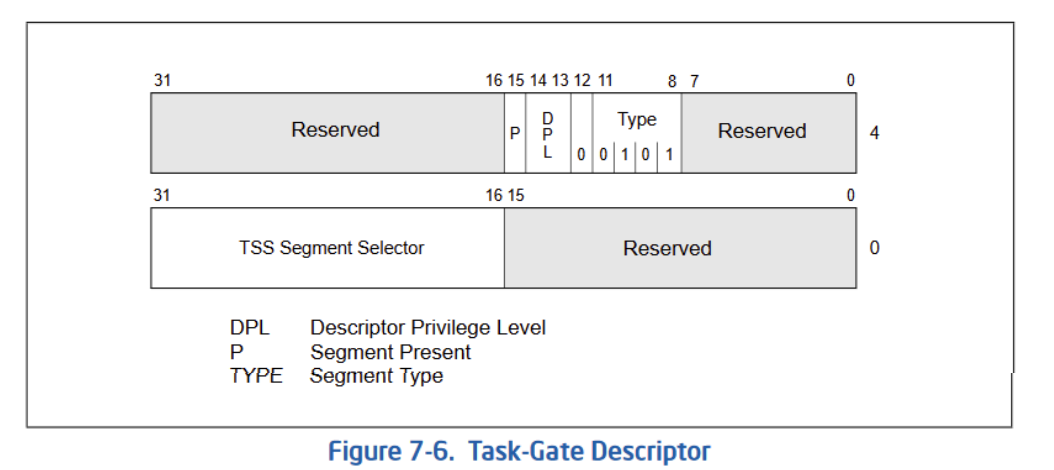 31 16 15 14 13 12 11 8 7 0
Reserved P DPL 0 Type 0 1 0 1 Reserved 4
31 16 15 0
TSS Segment Selector Reserved 0
DPL Descriptor Privilege Level
P Segment Present
TYPE Segment Type
Figure 7-6. Task-Gate Descriptor